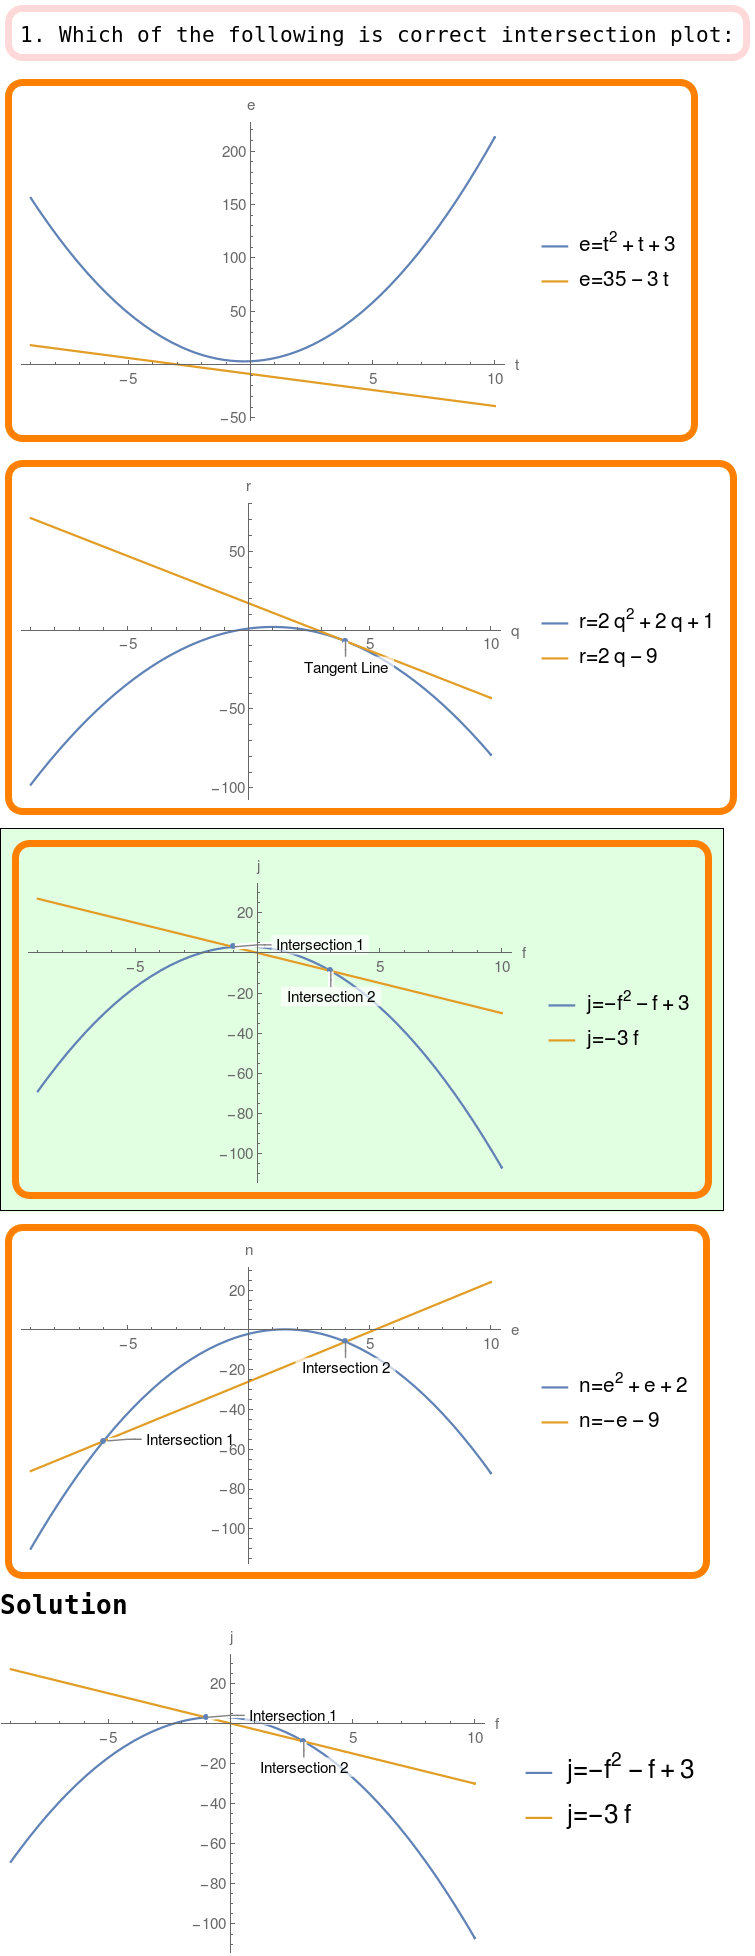 1. Which of the following is correct intersection plot:
e
200
150
100
50
−5 5 10 t
−50
e=t² + t + 3
e=35 − 3 t
r
50
−5 5 10 q
Tangent Line
−50
−100
r=2 q² + 2 q + 1
r=2 q − 9
j
20
Intersection 1
−5 5 10 f
−20
Intersection 2
−40
−60
−80
−100
j=−f² − f + 3
j=−3 f
n
20
−5 5 10 e
−20
Intersection 2
−40
Intersection 1
−60
−80
−100
n=e² + e + 2
n=−e − 9
Solution
j
20
Intersection 1
−5 5 10 f
−20
Intersection 2
−40
−60
−80
−100
j=−f² − f + 3
j=−3 f